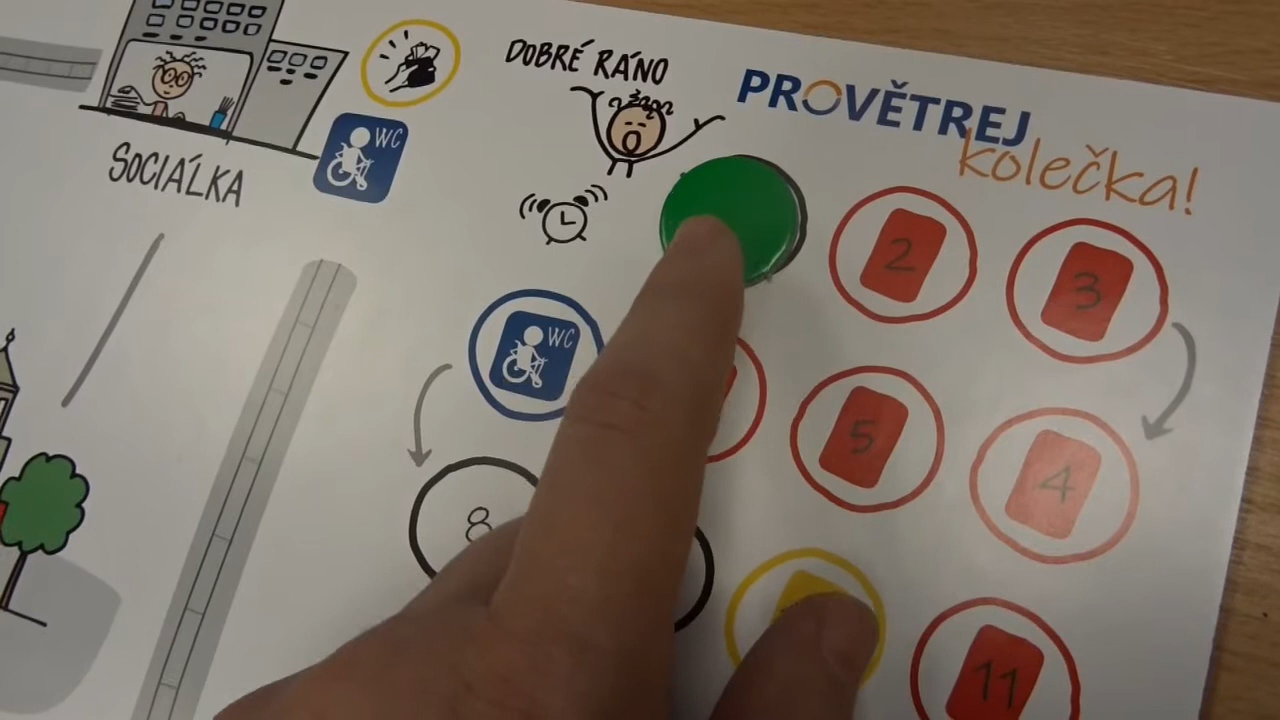 DOBRÉ RÁNO
PROVĚTREJ
kolečka!
WC
SOCIÁLKA
2
3
WC
5
4
8
11